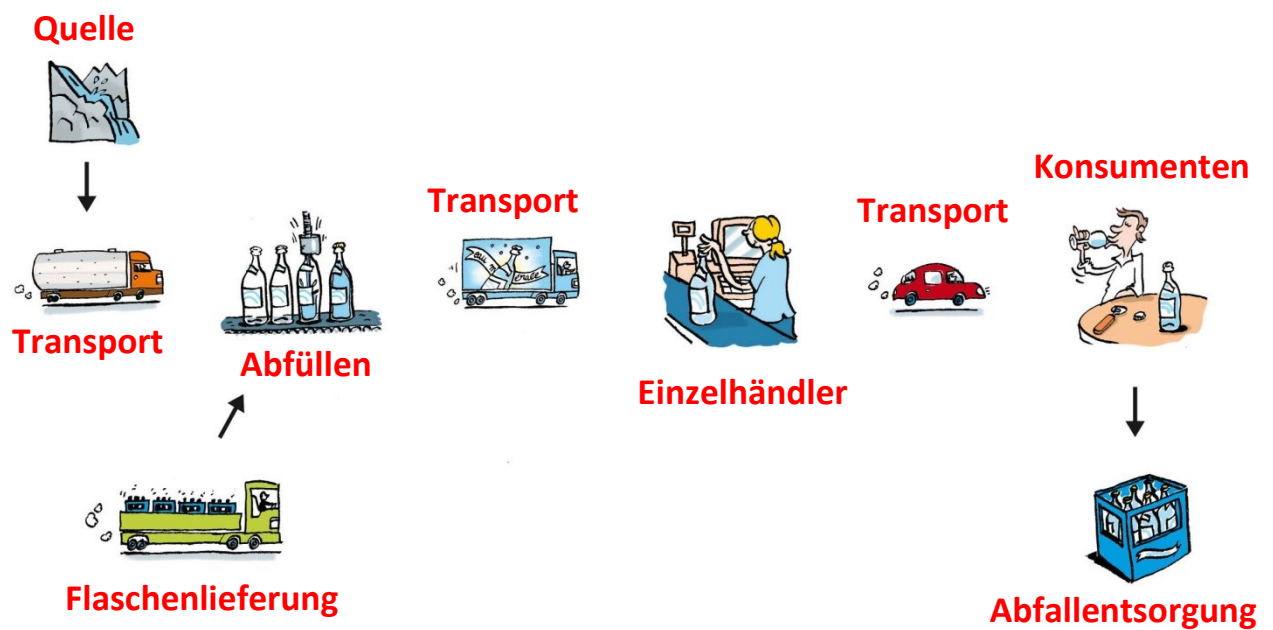 Quelle
Konsumenten
Transport
Transport
Transport
Abfüllen
Einzelhändler
Flaschenlieferung
Abfallentsorgung